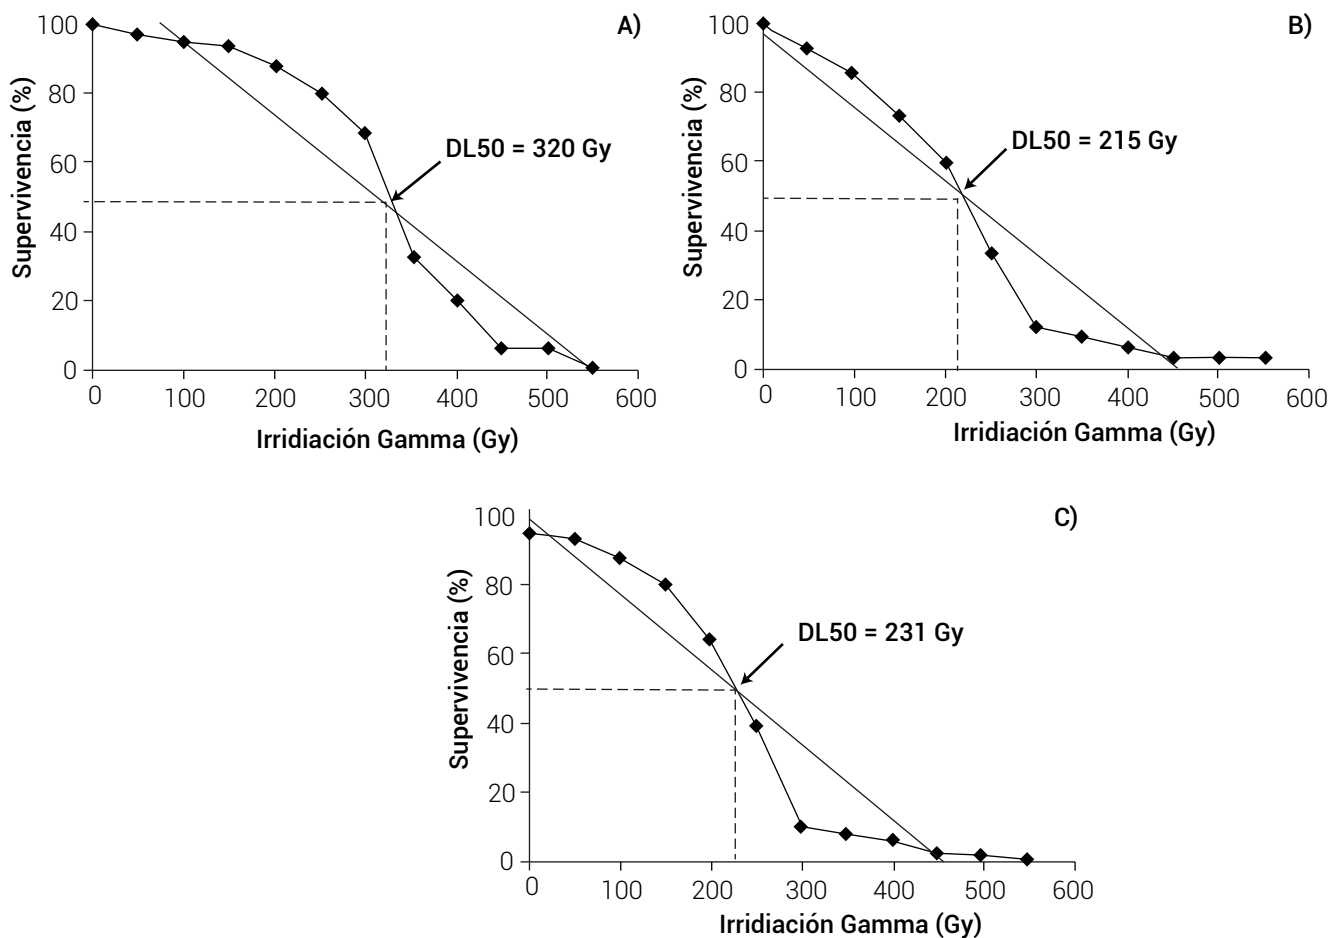 A)
Supervivencia (%)
100
80
60
40
20
0
DL50 = 320 Gy
0 100 200 300 400 500 600
Irridiación Gamma (Gy)
B)
Supervivencia (%)
100
80
60
40
20
0
DL50 = 215 Gy
0 100 200 300 400 500 600
Irridiación Gamma (Gy)
C)
Supervivencia (%)
100
80
60
40
20
0
DL50 = 231 Gy
0 100 200 300 400 500 600
Irridiación Gamma (Gy)